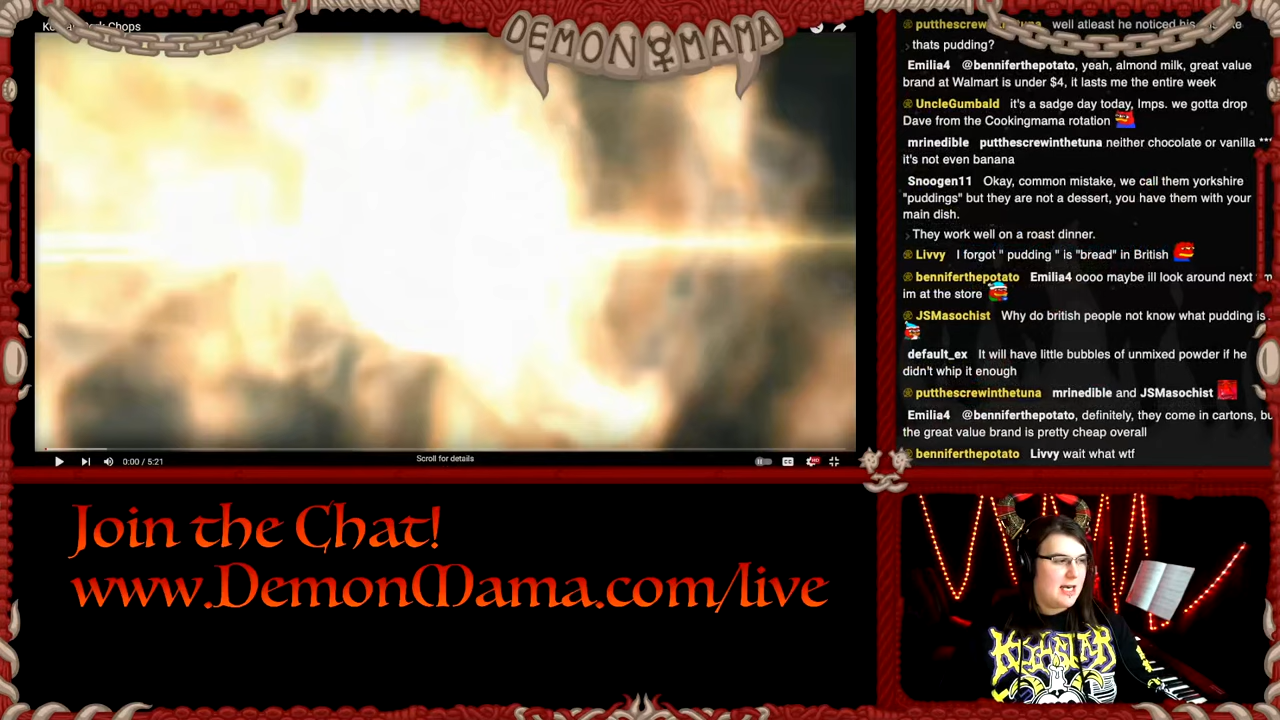 Chops
DEMON MAMA
0:00 / 5:21
Scroll for details
CC
HD
Join the Chat!
www.DemonMama.com/live
well atleast he noticed his
thats pudding?
Emilia4 @benniferthepotato, yeah, almond milk, great value
brand at Walmart is under $4, it lasts me the entire week
UncleGumbald it's a sadge day today, Imps. we gotta drop
Dave from the Cookingmama rotation
mrinedible putthescrewinthetuna neither chocolate or vanilla
it's not even banana
Snoogen11 Okay, common mistake, we call them yorkshire
"puddings" but they are not a dessert, you have them with your
main dish.
They work well on a roast dinner.
Livvy I forgot " pudding " is "bread" in British
benniferthepotato Emilia4 oooo maybe ill look around next
im at the store
JSMasochist Why do british people not know what pudding is
default_ex It will have little bubbles of unmixed powder if he
didn't whip it enough
putthescrewinthetuna mrinedible and JSMasochist
Emilia4 @benniferthepotato, definitely, they come in cartons, bu
the great value brand is pretty cheap overall
benniferthepotato Livvy wait what wtf